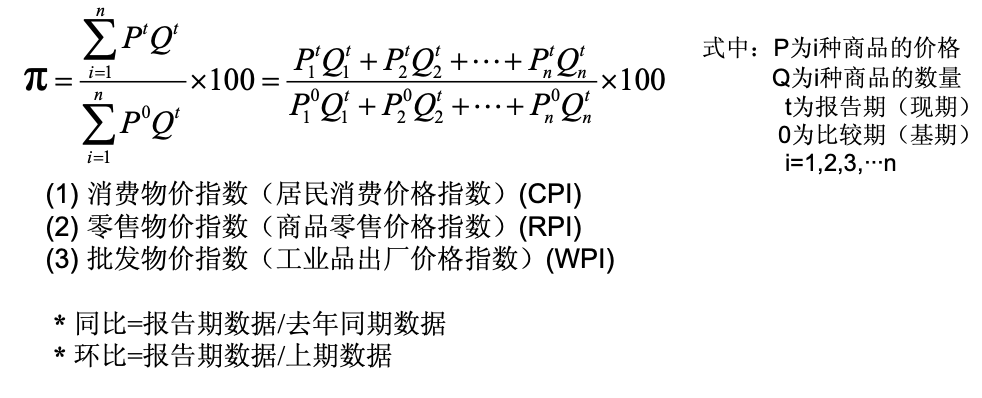 π = \frac{\sum_{i=1}^{n} P^t Q^t}{\sum_{i=1}^{n} P^0 Q^t} ×100 = \frac{P_1^t Q_1^t + P_2^t Q_2^t + ⋯ + P_n^t Q_n^t}{P_1^0 Q_1^t + P_2^0 Q_2^t + ⋯ + P_n^0 Q_n^t} ×100
式中：P为i种商品的价格
Q为i种商品的数量
t为报告期（现期）
0为比较期（基期）
i=1,2,3,···n
(1) 消费物价指数（居民消费价格指数）(CPI)
(2) 零售物价指数（商品零售价格指数）(RPI)
(3) 批发物价指数（工业品出厂价格指数）(WPI)
* 同比=报告期数据/去年同期数据
* 环比=报告期数据/上期数据